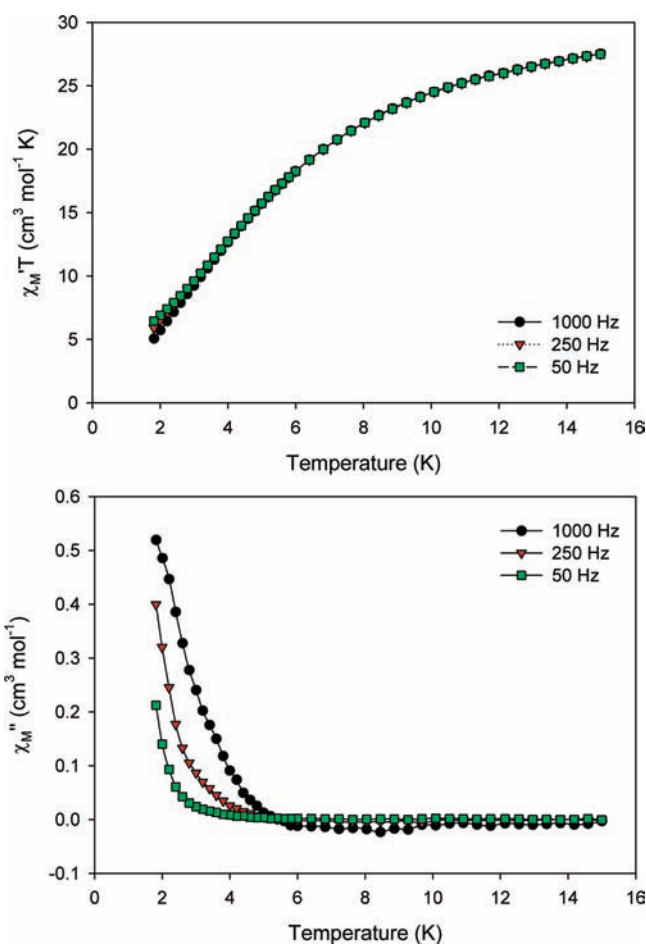 30
25
20
15
10
5
0
χM'T (cm³ mol⁻¹ K)
1000 Hz
250 Hz
50 Hz
0 2 4 6 8 10 12 14 16
Temperature (K)
0.6
0.5
0.4
0.3
0.2
0.1
0.0
-0.1
χM" (cm³ mol⁻¹)
1000 Hz
250 Hz
50 Hz
0 2 4 6 8 10 12 14 16
Temperature (K)